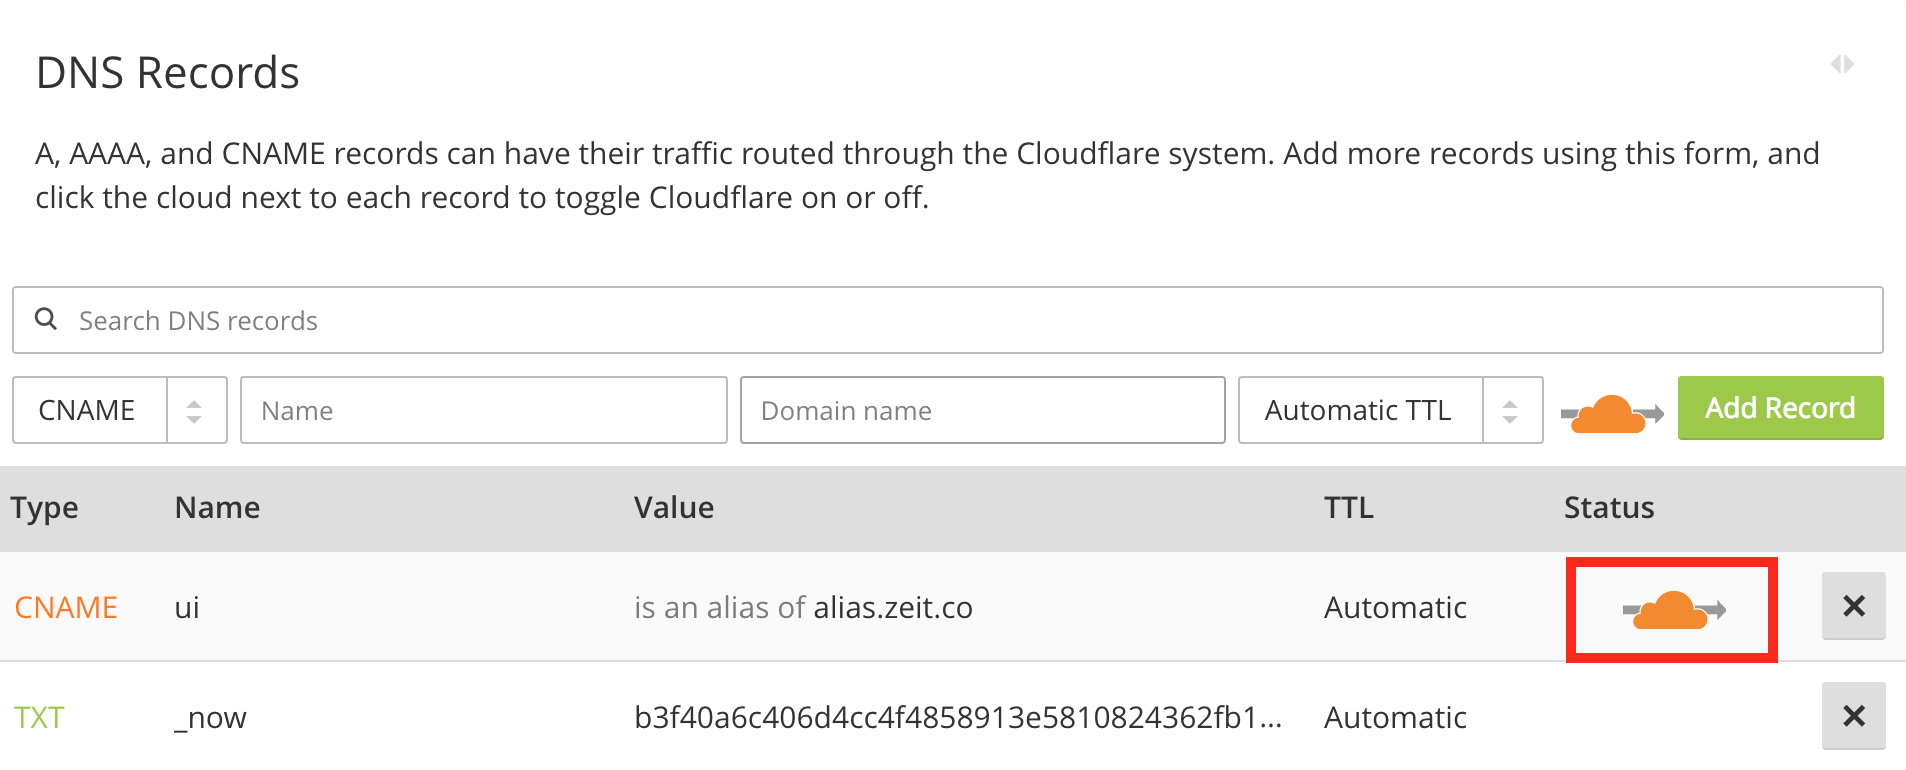 DNS Records
A, AAAA, and CNAME records can have their traffic routed through the Cloudflare system. Add more records using this form, and
click the cloud next to each record to toggle Cloudflare on or off.
Search DNS records
CNAME Name Domain name Automatic TTL Add Record
Type Name Value TTL Status
CNAME ui is an alias of alias.zeit.co Automatic
TXT _now b3f40a6c406d4cc4f4858913e5810824362fb1... Automatic